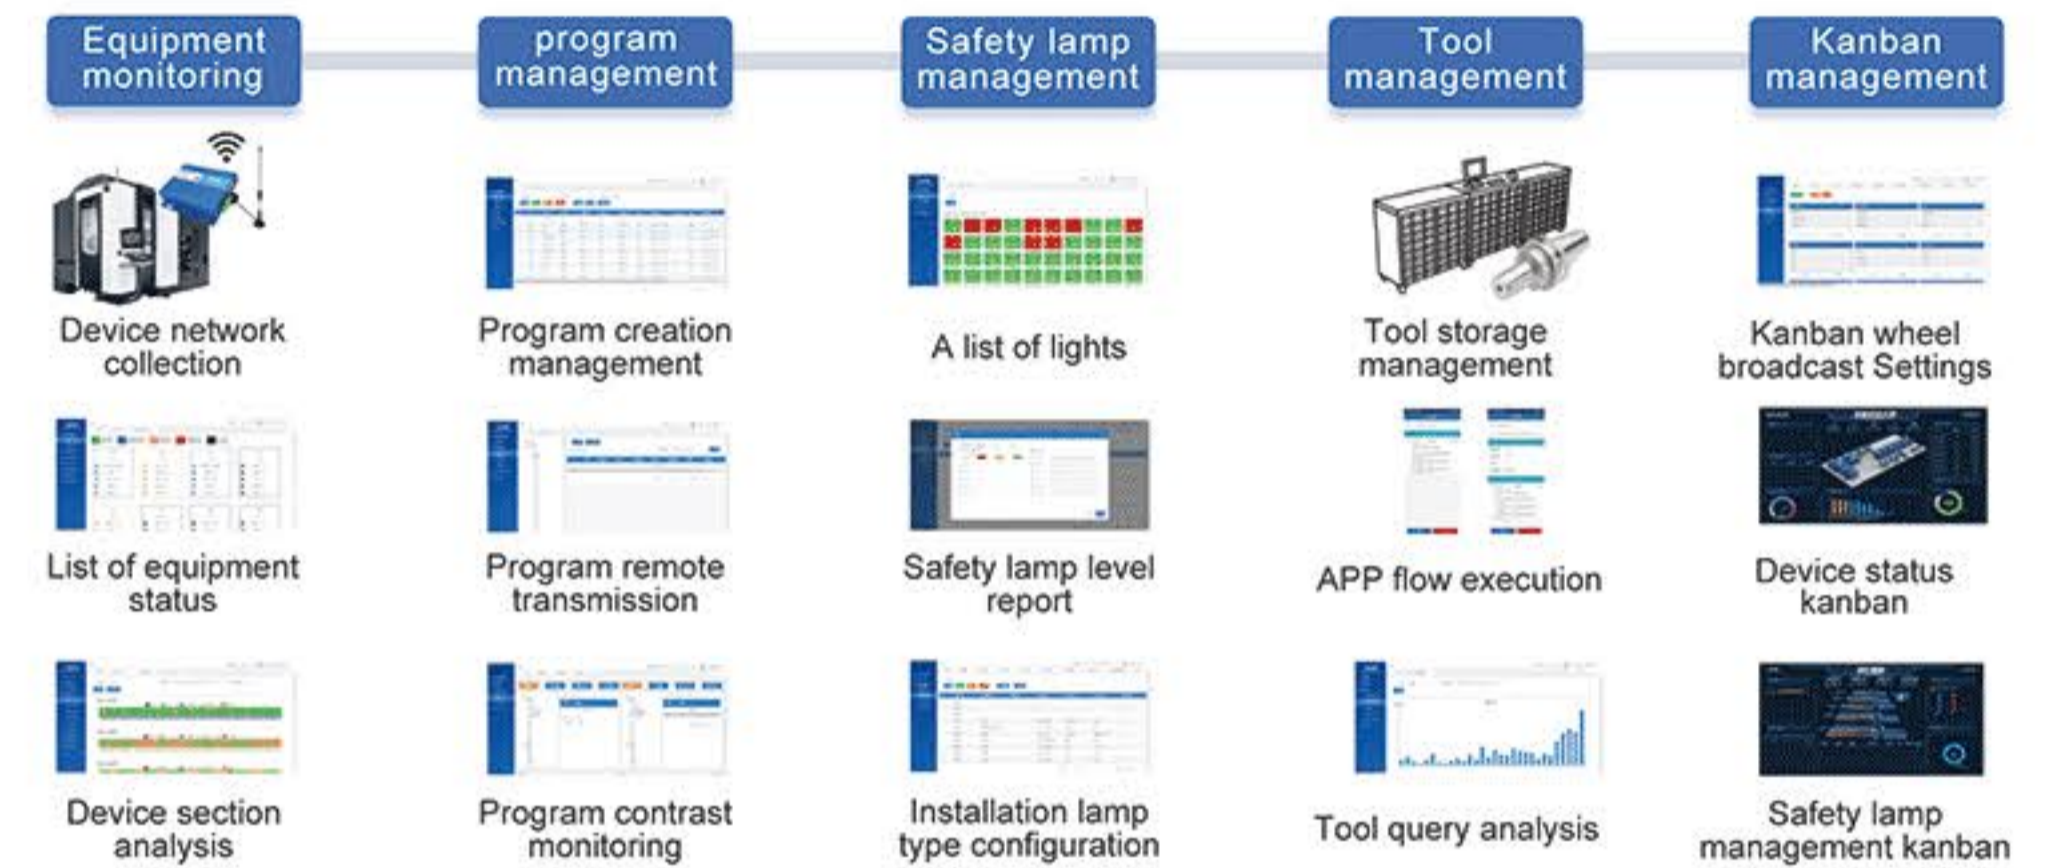 Equipment
monitoring
program
management
Safety lamp
management
Tool
management
Kanban
management
Device network
collection
Program creation
management
A list of lights
Tool storage
management
Kanban wheel
broadcast Settings
List of equipment
status
Program remote
transmission
Safety lamp level
report
APP flow execution
Device status
kanban
Device section
analysis
Program contrast
monitoring
Installation lamp
type configuration
Tool query analysis
Safety lamp
management kanban